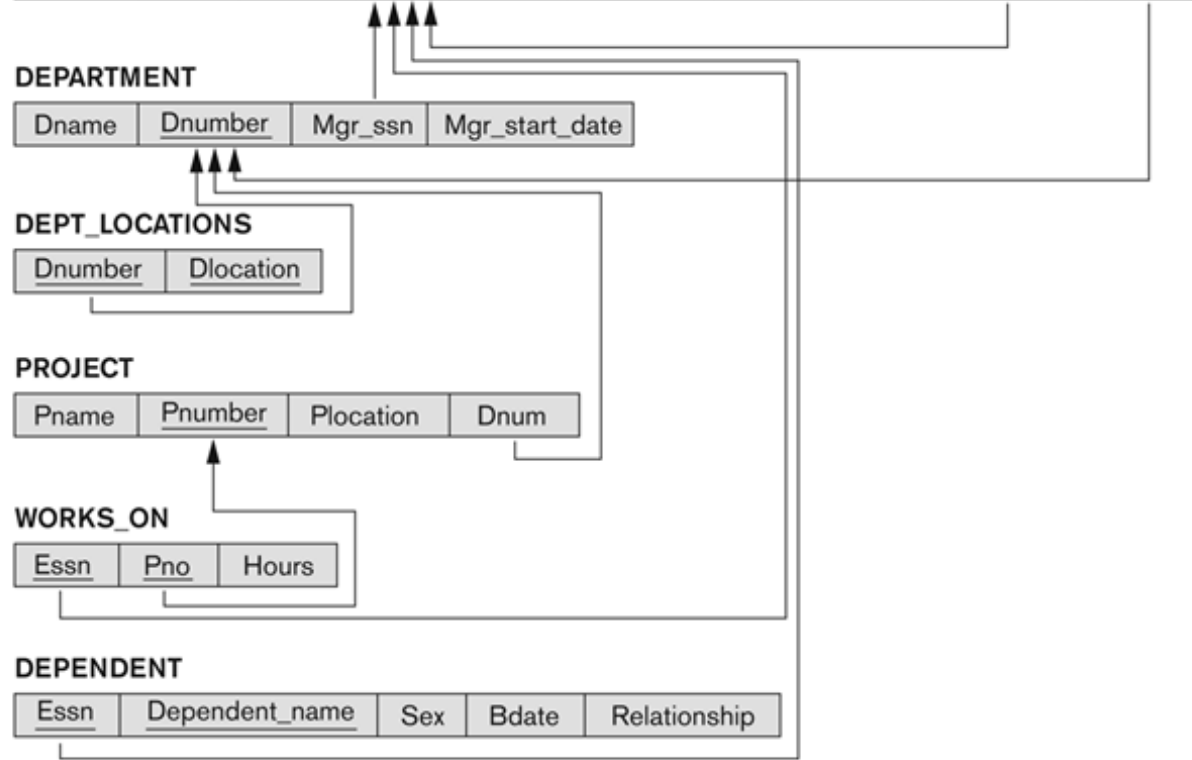 DEPARTMENT
Dname Dnumber Mgr_ssn Mgr_start_date
DEPT_LOCATIONS
Dnumber Dlocation
PROJECT
Pname Pnumber Plocation Dnum
WORKS_ON
Essn Pno Hours
DEPENDENT
Essn Dependent_name Sex Bdate Relationship